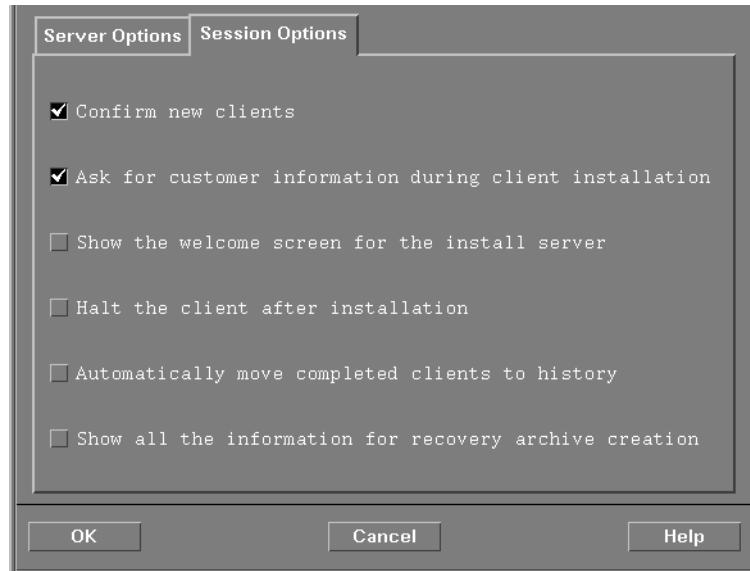 Server Options
Session Options
Confirm new clients
Ask for customer information during client installation
Show the welcome screen for the install server
Halt the client after installation
Automatically move completed clients to history
Show all the information for recovery archive creation
OK
Cancel
Help